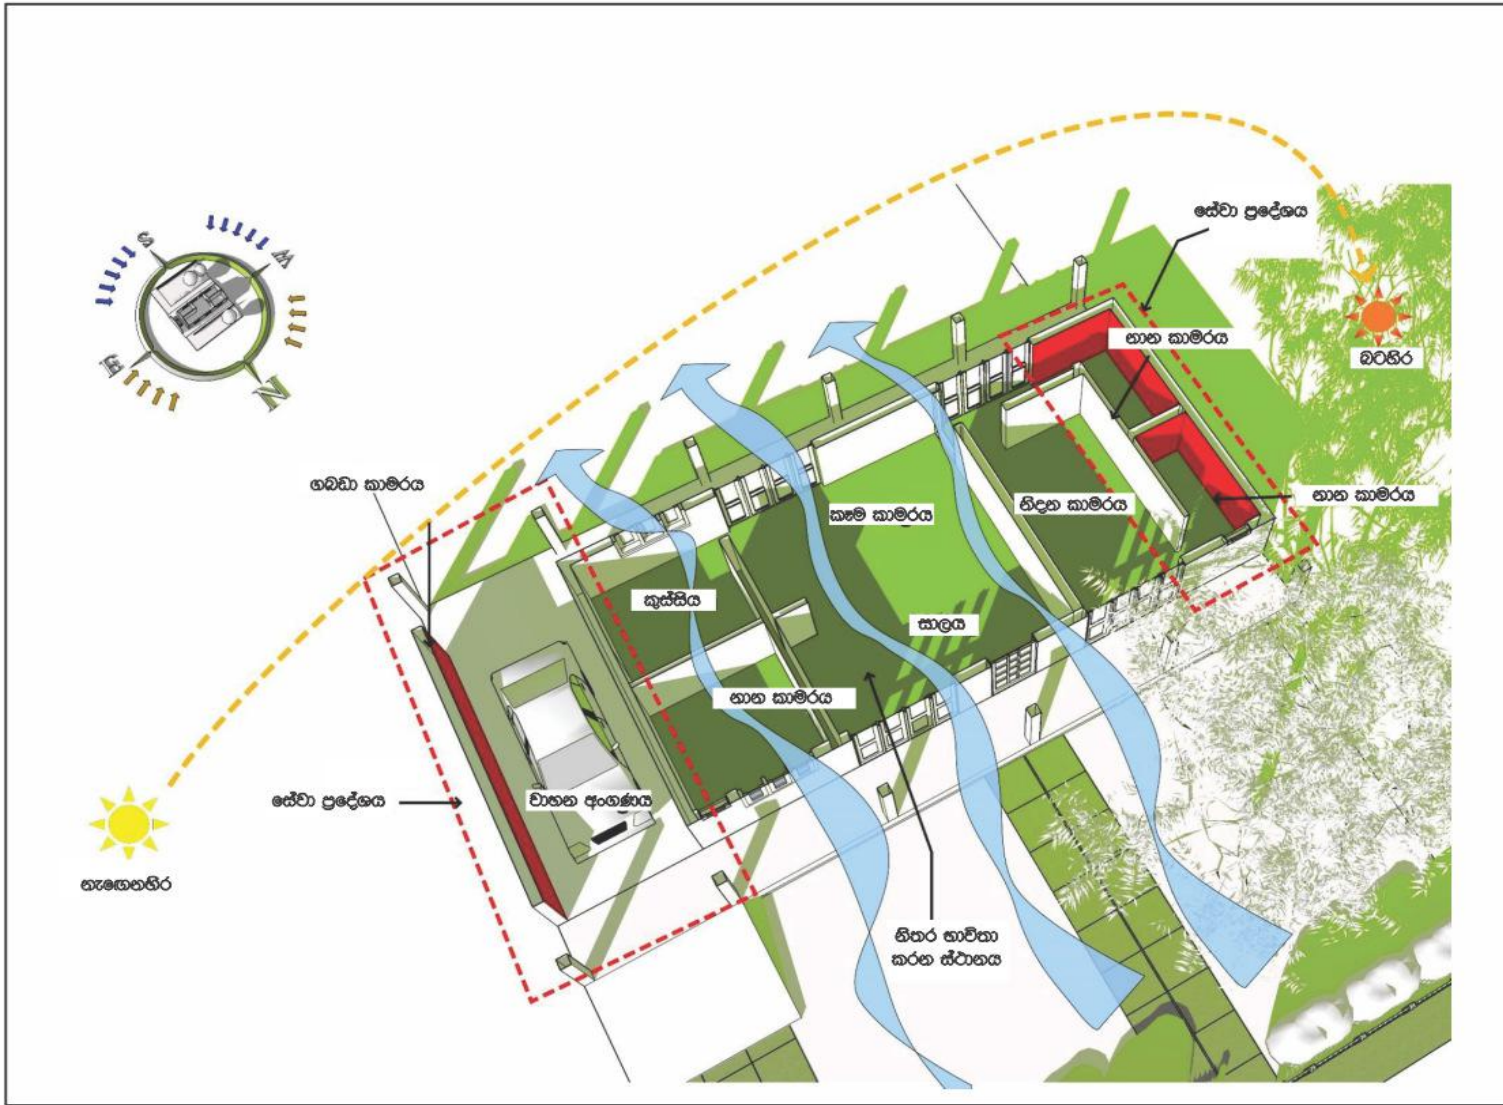 සේවා ප්‍රදේශය
නාන කාමරය
බටහිර
S
W
E
N
ගබඩා කාමරය
කෑම කාමරය
නිදන කාමරය
නාන කාමරය
කුස්සිය
සාලය
නාන කාමරය
සේවා ප්‍රදේශය
වාහන අංගණය
නැඟෙනහිර
නිතර භාවිතා
කරන ස්ථානය